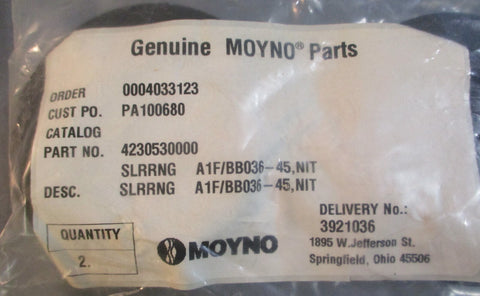 Genuine MOYNO® Parts
ORDER 0004033123
CUST PO. PA100680
CATALOG
PART NO. 4230530000
SLRRNG A1F/BB036-45,NIT
DESC. SLRRNG A1F/BB036-45,NIT
DELIVERY No.:
3921036
QUANTITY
2.
MOYNO
1895 W.Jefferson St.
Springfield, Ohio 45506